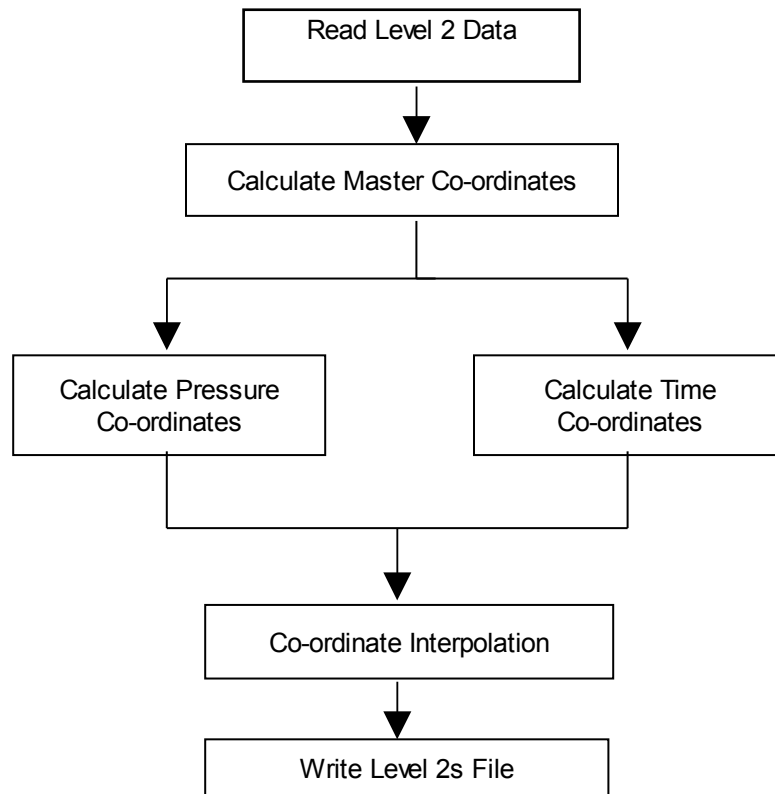 Read Level 2 Data
Calculate Master Co-ordinates
Calculate Pressure
Co-ordinates
Calculate Time
Co-ordinates
Co-ordinate Interpolation
Write Level 2s File